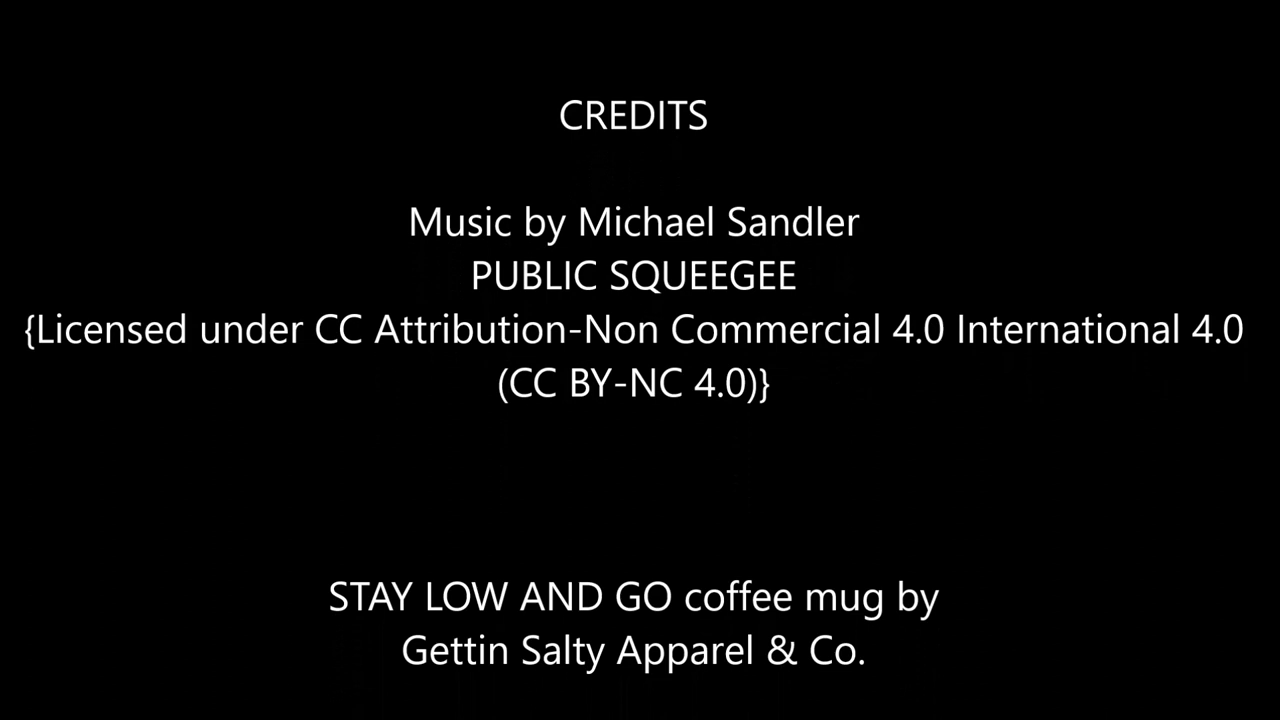 CREDITS
Music by Michael Sandler
PUBLIC SQUEEGEE
{Licensed under CC Attribution-Non Commercial 4.0 International 4.0
(CC BY-NC 4.0)}
STAY LOW AND GO coffee mug by
Gettin Salty Apparel & Co.